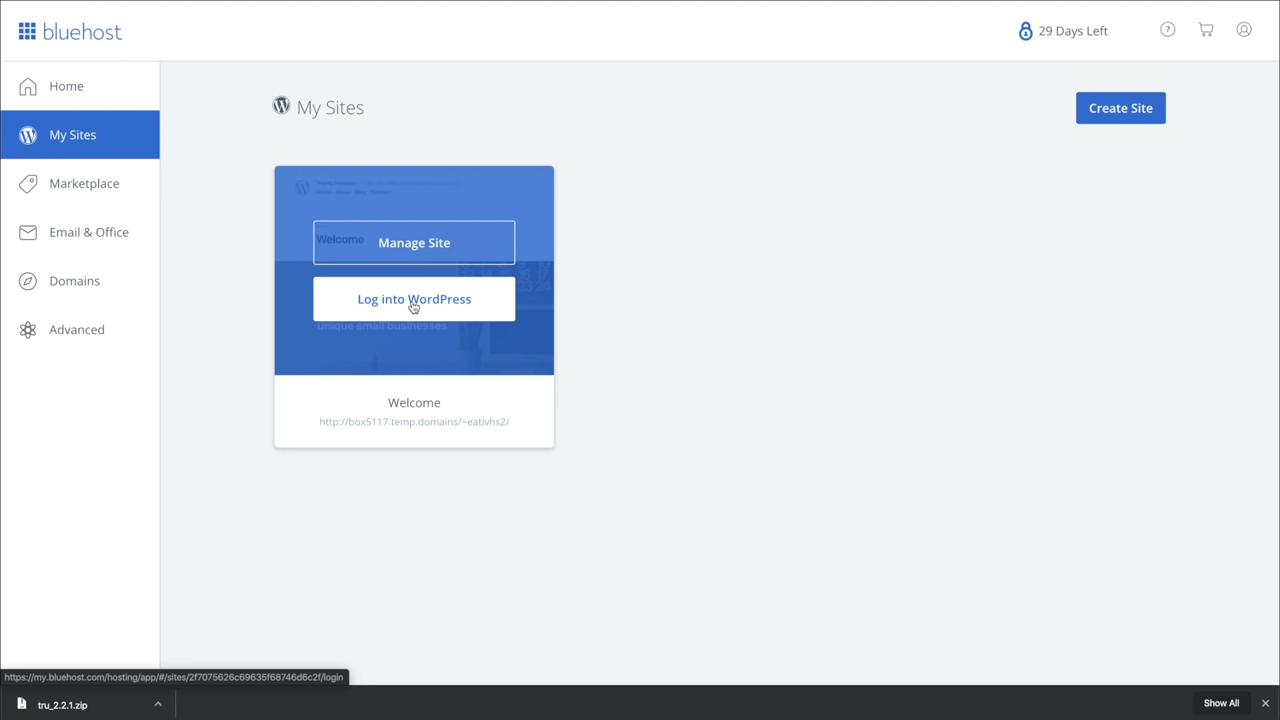 bluehost
29 Days Left
?
Home
My Sites
Marketplace
Email & Office
Domains
Advanced
My Sites
Create Site
Welcome
Manage Site
Log into WordPress
unique small businesses
Welcome
http://box5117.temp.domains/~eativhs2/
https://my.bluehost.com/hosting/app/#/sites/2f7075626c69635f68746d6c2f/login
tru_2.2.1.zip
Show All